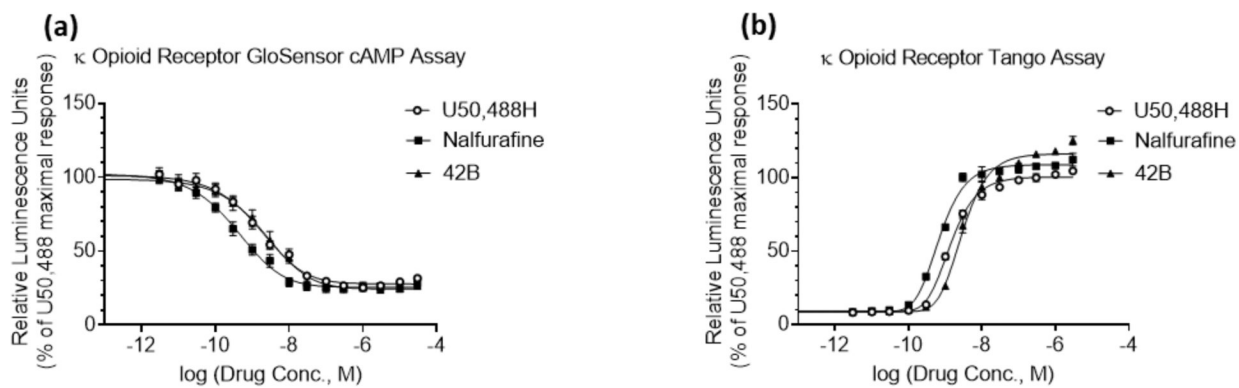 (a)
κ Opioid Receptor GloSensor cAMP Assay
Relative Luminescence Units
(% of U50,488 maximal response)
150
100
50
0
-12
-10
-8
-6
-4
log (Drug Conc., M)
U50,488H
Nalfurafine
42B
(b)
κ Opioid Receptor Tango Assay
Relative Luminescence Units
(% of U50,488 maximal response)
150
100
50
0
-12
-10
-8
-6
-4
log (Drug Conc., M)
U50,488H
Nalfurafine
42B